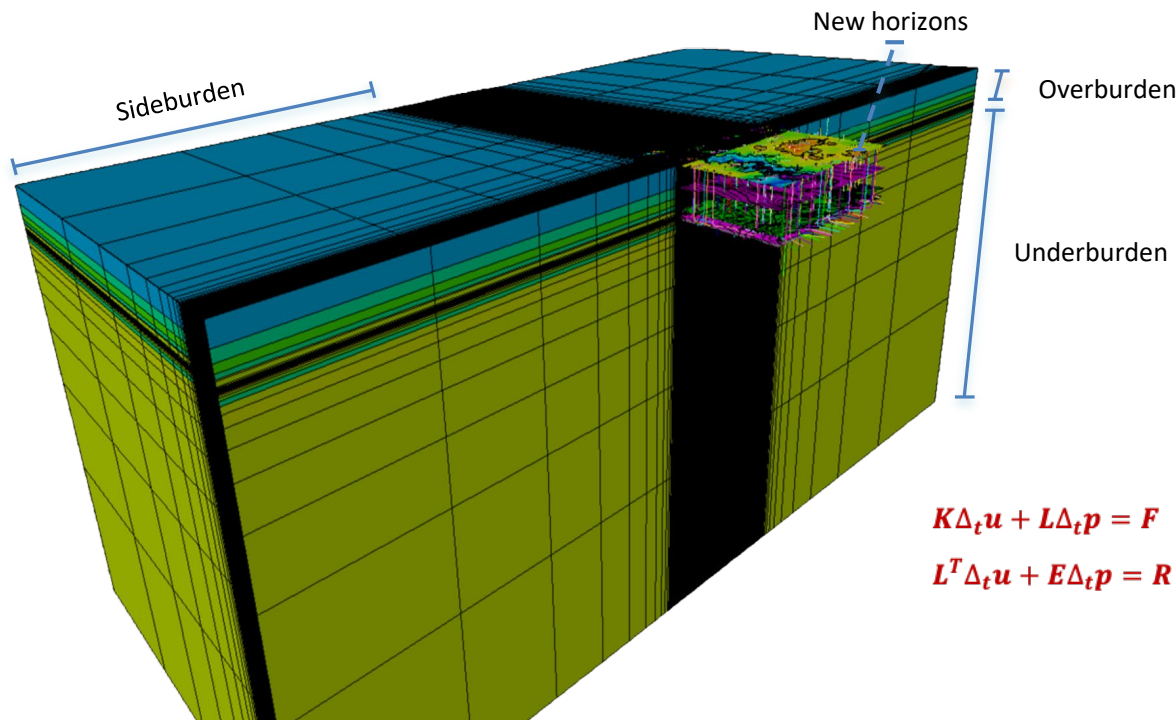 New horizons
Sideburden
Overburden
Underburden
KΔₜu + LΔₜp = F
LᵀΔₜu + EΔₜp = R